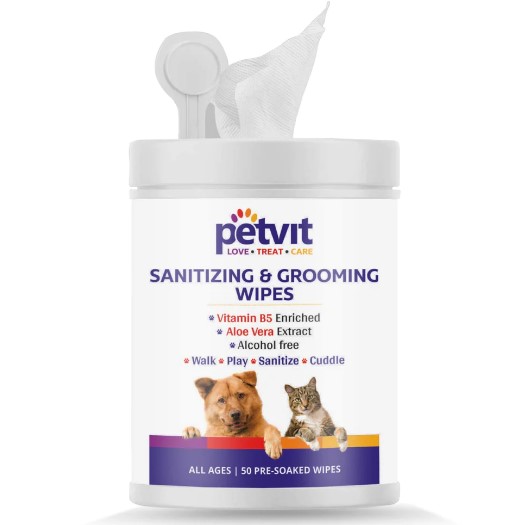 petvit
LOVE • TREAT • CARE
SANITIZING & GROOMING
WIPES
Vitamin B5 Enriched
Aloe Vera Extract
Alcohol free
Walk Play Sanitize Cuddle
ALL AGES | 50 PRE-SOAKED WIPES